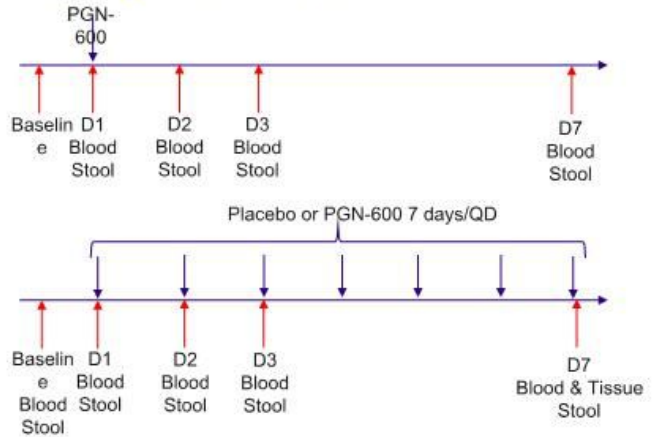 PGN-
600
Baselin
e
D1
Blood
Stool
D2
Blood
Stool
D3
Blood
Stool
D7
Blood
Stool
Placebo or PGN-600 7 days/QD
Baselin
e
Blood
Stool
D1
Blood
Stool
D2
Blood
Stool
D3
Blood
Stool
D7
Blood & Tissue
Stool